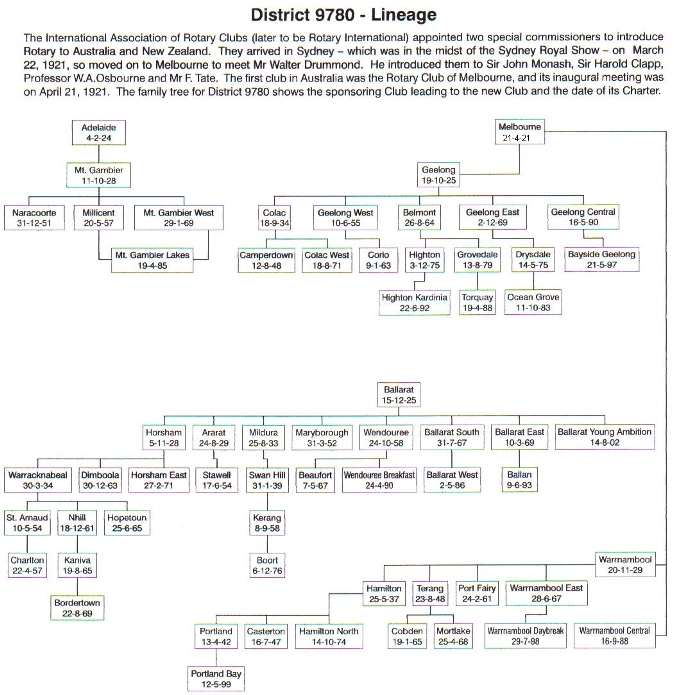 District 9780 - Lineage
The International Association of Rotary Clubs (later to be Rotary International) appointed two special commissioners to introduce
Rotary to Australia and New Zealand. They arrived in Sydney – which was in the midst of the Sydney Royal Show – on March
22, 1921, so moved on to Melbourne to meet Mr Walter Drummond. He introduced them to Sir John Monash, Sir Harold Clapp,
Professor W.A.Osbourne and Mr F. Tate. The first club in Australia was the Rotary Club of Melbourne, and its inaugural meeting was
on April 21, 1921. The family tree for District 9780 shows the sponsoring Club leading to the new Club and the date of its Charter.
Adelaide
4-2-24
Melbourne
21-4-21
Mt. Gambier
11-10-28
Geelong
19-10-25
Naracoorte
31-12-51
Millicent
20-5-57
Mt. Gambier West
29-1-69
Colac
18-9-34
Geelong West
10-6-55
Belmont
26-8-64
Geelong East
2-12-69
Geelong Central
16-5-90
Mt. Gambier Lakes
19-4-85
Camperdown
12-8-48
Colac West
18-8-71
Corio
9-1-63
Highton
3-12-75
Grovedale
13-8-79
Drysdale
14-5-75
Bayside Geelong
21-5-97
Highton Kardinia
22-6-92
Torquay
19-4-88
Ocean Grove
11-10-83
Ballarat
15-12-25
Horsham
5-11-28
Ararat
24-8-29
Mildura
25-8-33
Maryborough
31-3-52
Wendouree
24-10-58
Ballarat South
31-7-67
Ballarat East
10-3-69
Ballarat Young Ambition
14-8-02
Warracknabeal
30-3-34
Dimboola
30-12-63
Horsham East
27-2-71
Stawell
17-6-54
Swan Hill
31-1-39
Beaufort
7-5-87
Wendouree Breakfast
24-4-90
Ballarat West
2-5-86
Ballan
9-6-93
St. Arnaud
10-5-54
Nhill
18-12-61
Hopetoun
25-6-65
Kerang
8-9-58
Charlton
22-4-57
Kaniva
19-8-65
Boort
6-12-76
Warrnambool
20-11-29
Bordertown
22-8-69
Hamilton
25-5-37
Terang
23-8-48
Port Fairy
24-2-61
Warrnambool East
28-6-67
Portland
13-4-42
Casterton
16-7-47
Hamilton North
14-10-74
Cobden
19-1-65
Mortlake
25-4-68
Warrnambool Daybreak
29-7-98
Warrnambool Central
16-9-88
Portland Bay
12-5-99